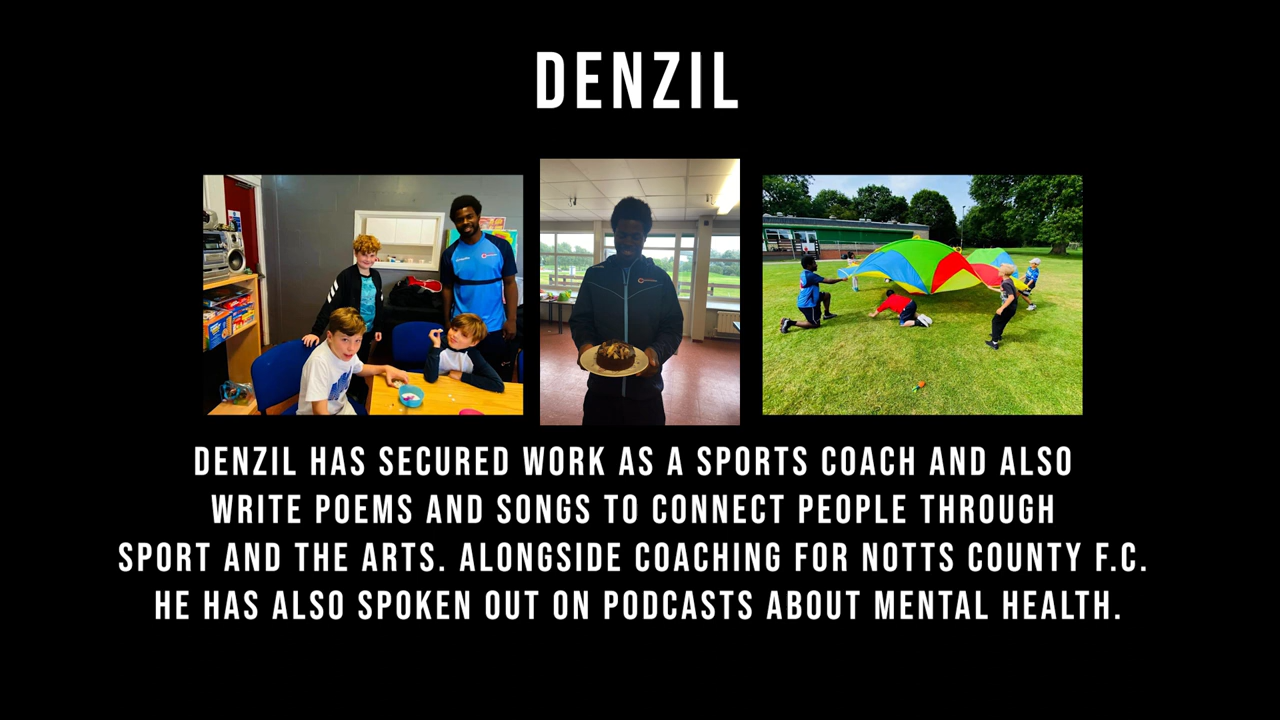 DENZIL
DENZIL HAS SECURED WORK AS A SPORTS COACH AND ALSO
WRITE POEMS AND SONGS TO CONNECT PEOPLE THROUGH
SPORT AND THE ARTS. ALONGSIDE COACHING FOR NOTTS COUNTY F.C.
HE HAS ALSO SPOKEN OUT ON PODCASTS ABOUT MENTAL HEALTH.